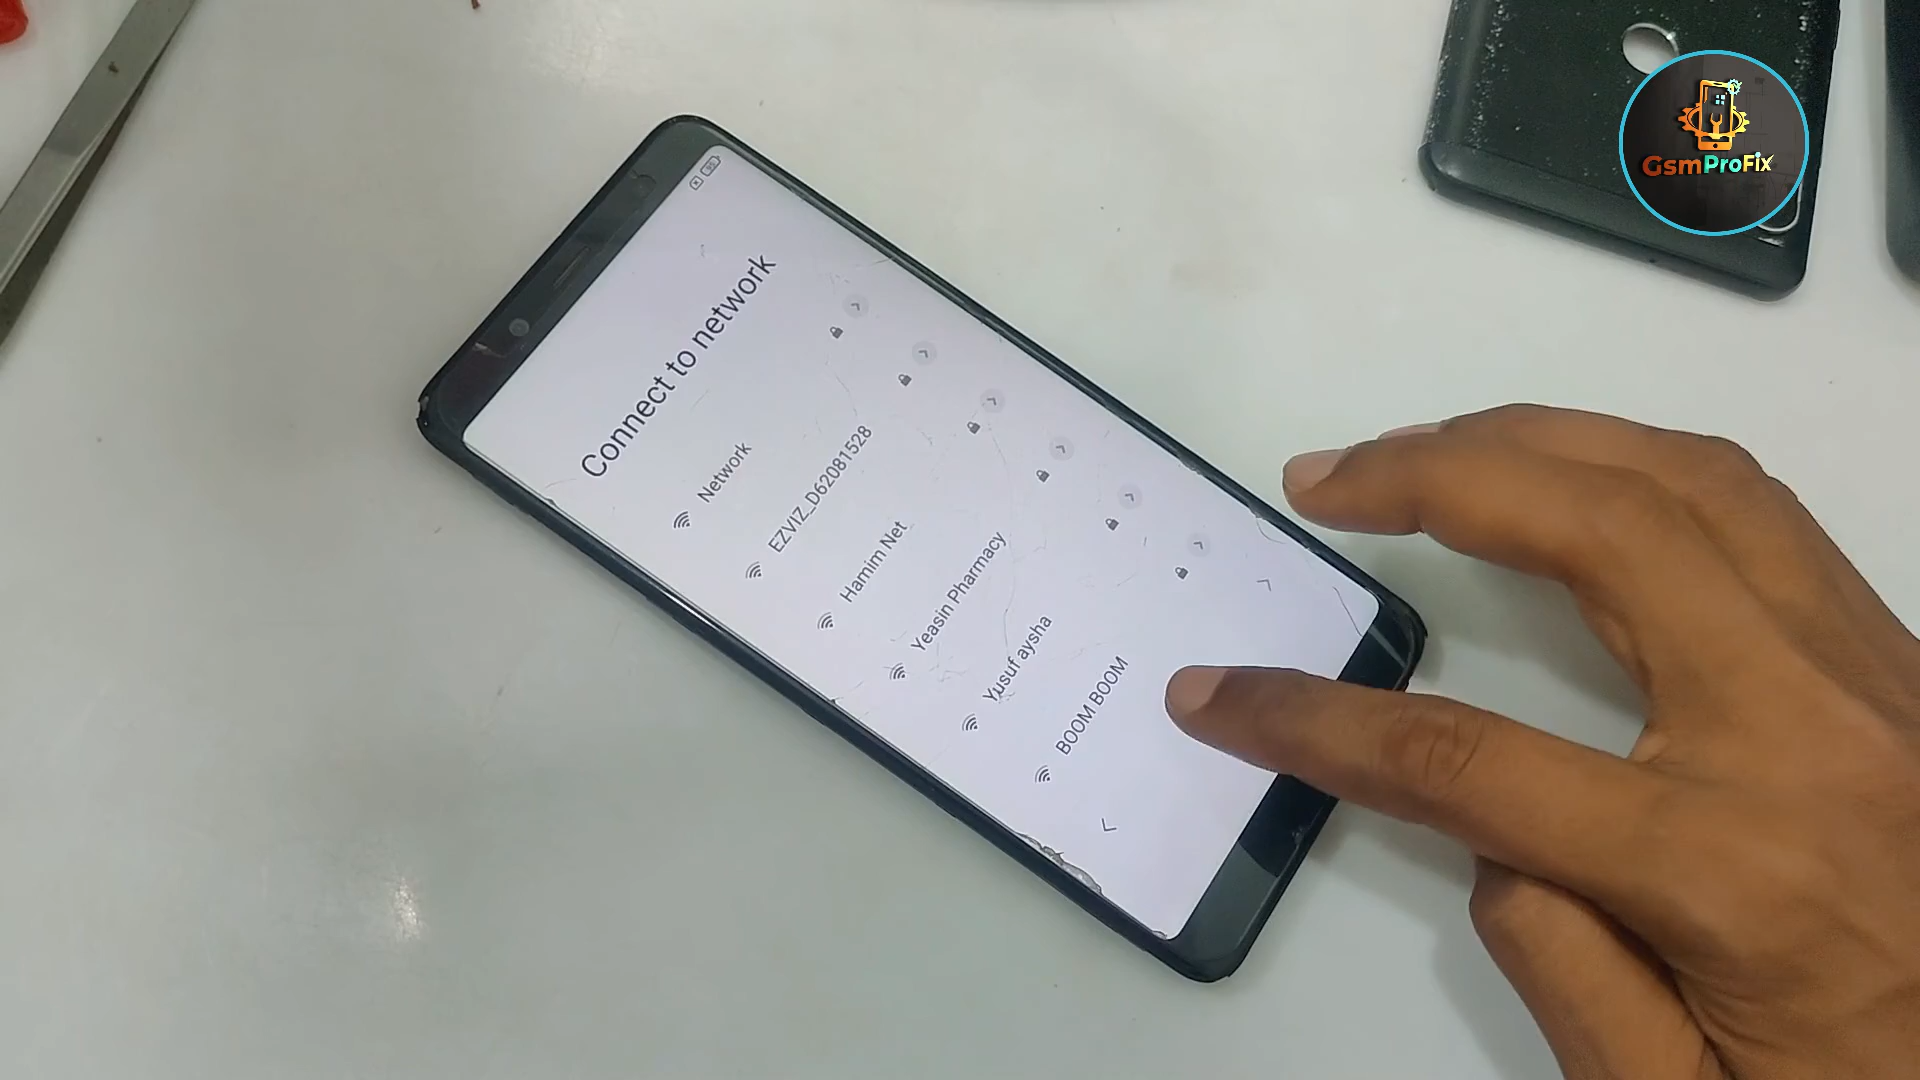 Connect to network
Network
EZVIZ_D62081528
Hamim Net
Yeasin Pharmacy
Yusuf aysha
BOOM BOOM
GsmProFix